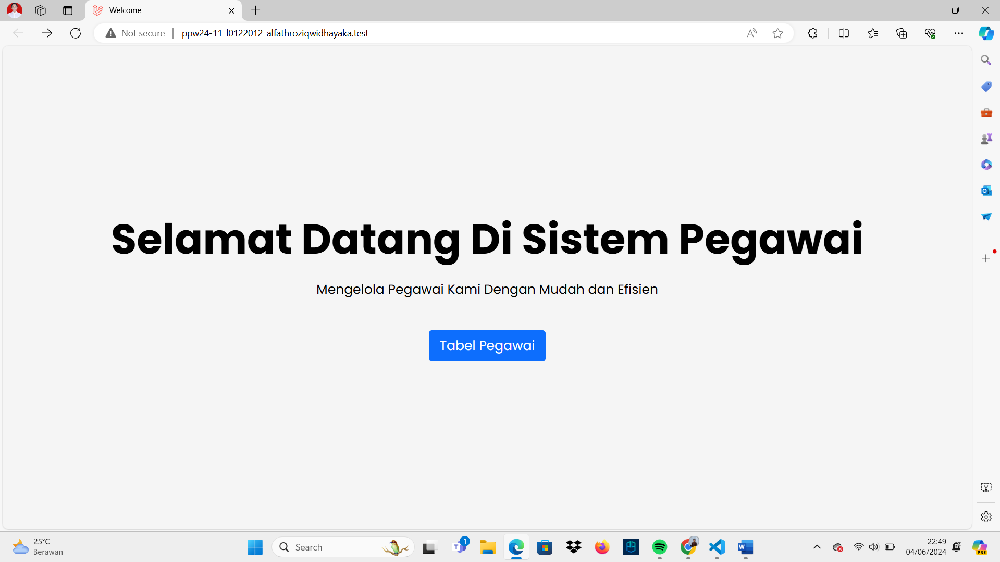 Welcome
Not secure
ppw24-11_l0122012_alfathroziqwidhayaka.test
Selamat Datang Di Sistem Pegawai
Mengelola Pegawai Kami Dengan Mudah dan Efisien
Tabel Pegawai
25°C
Berawan
Search
1
22:49
04/06/2024
PRE